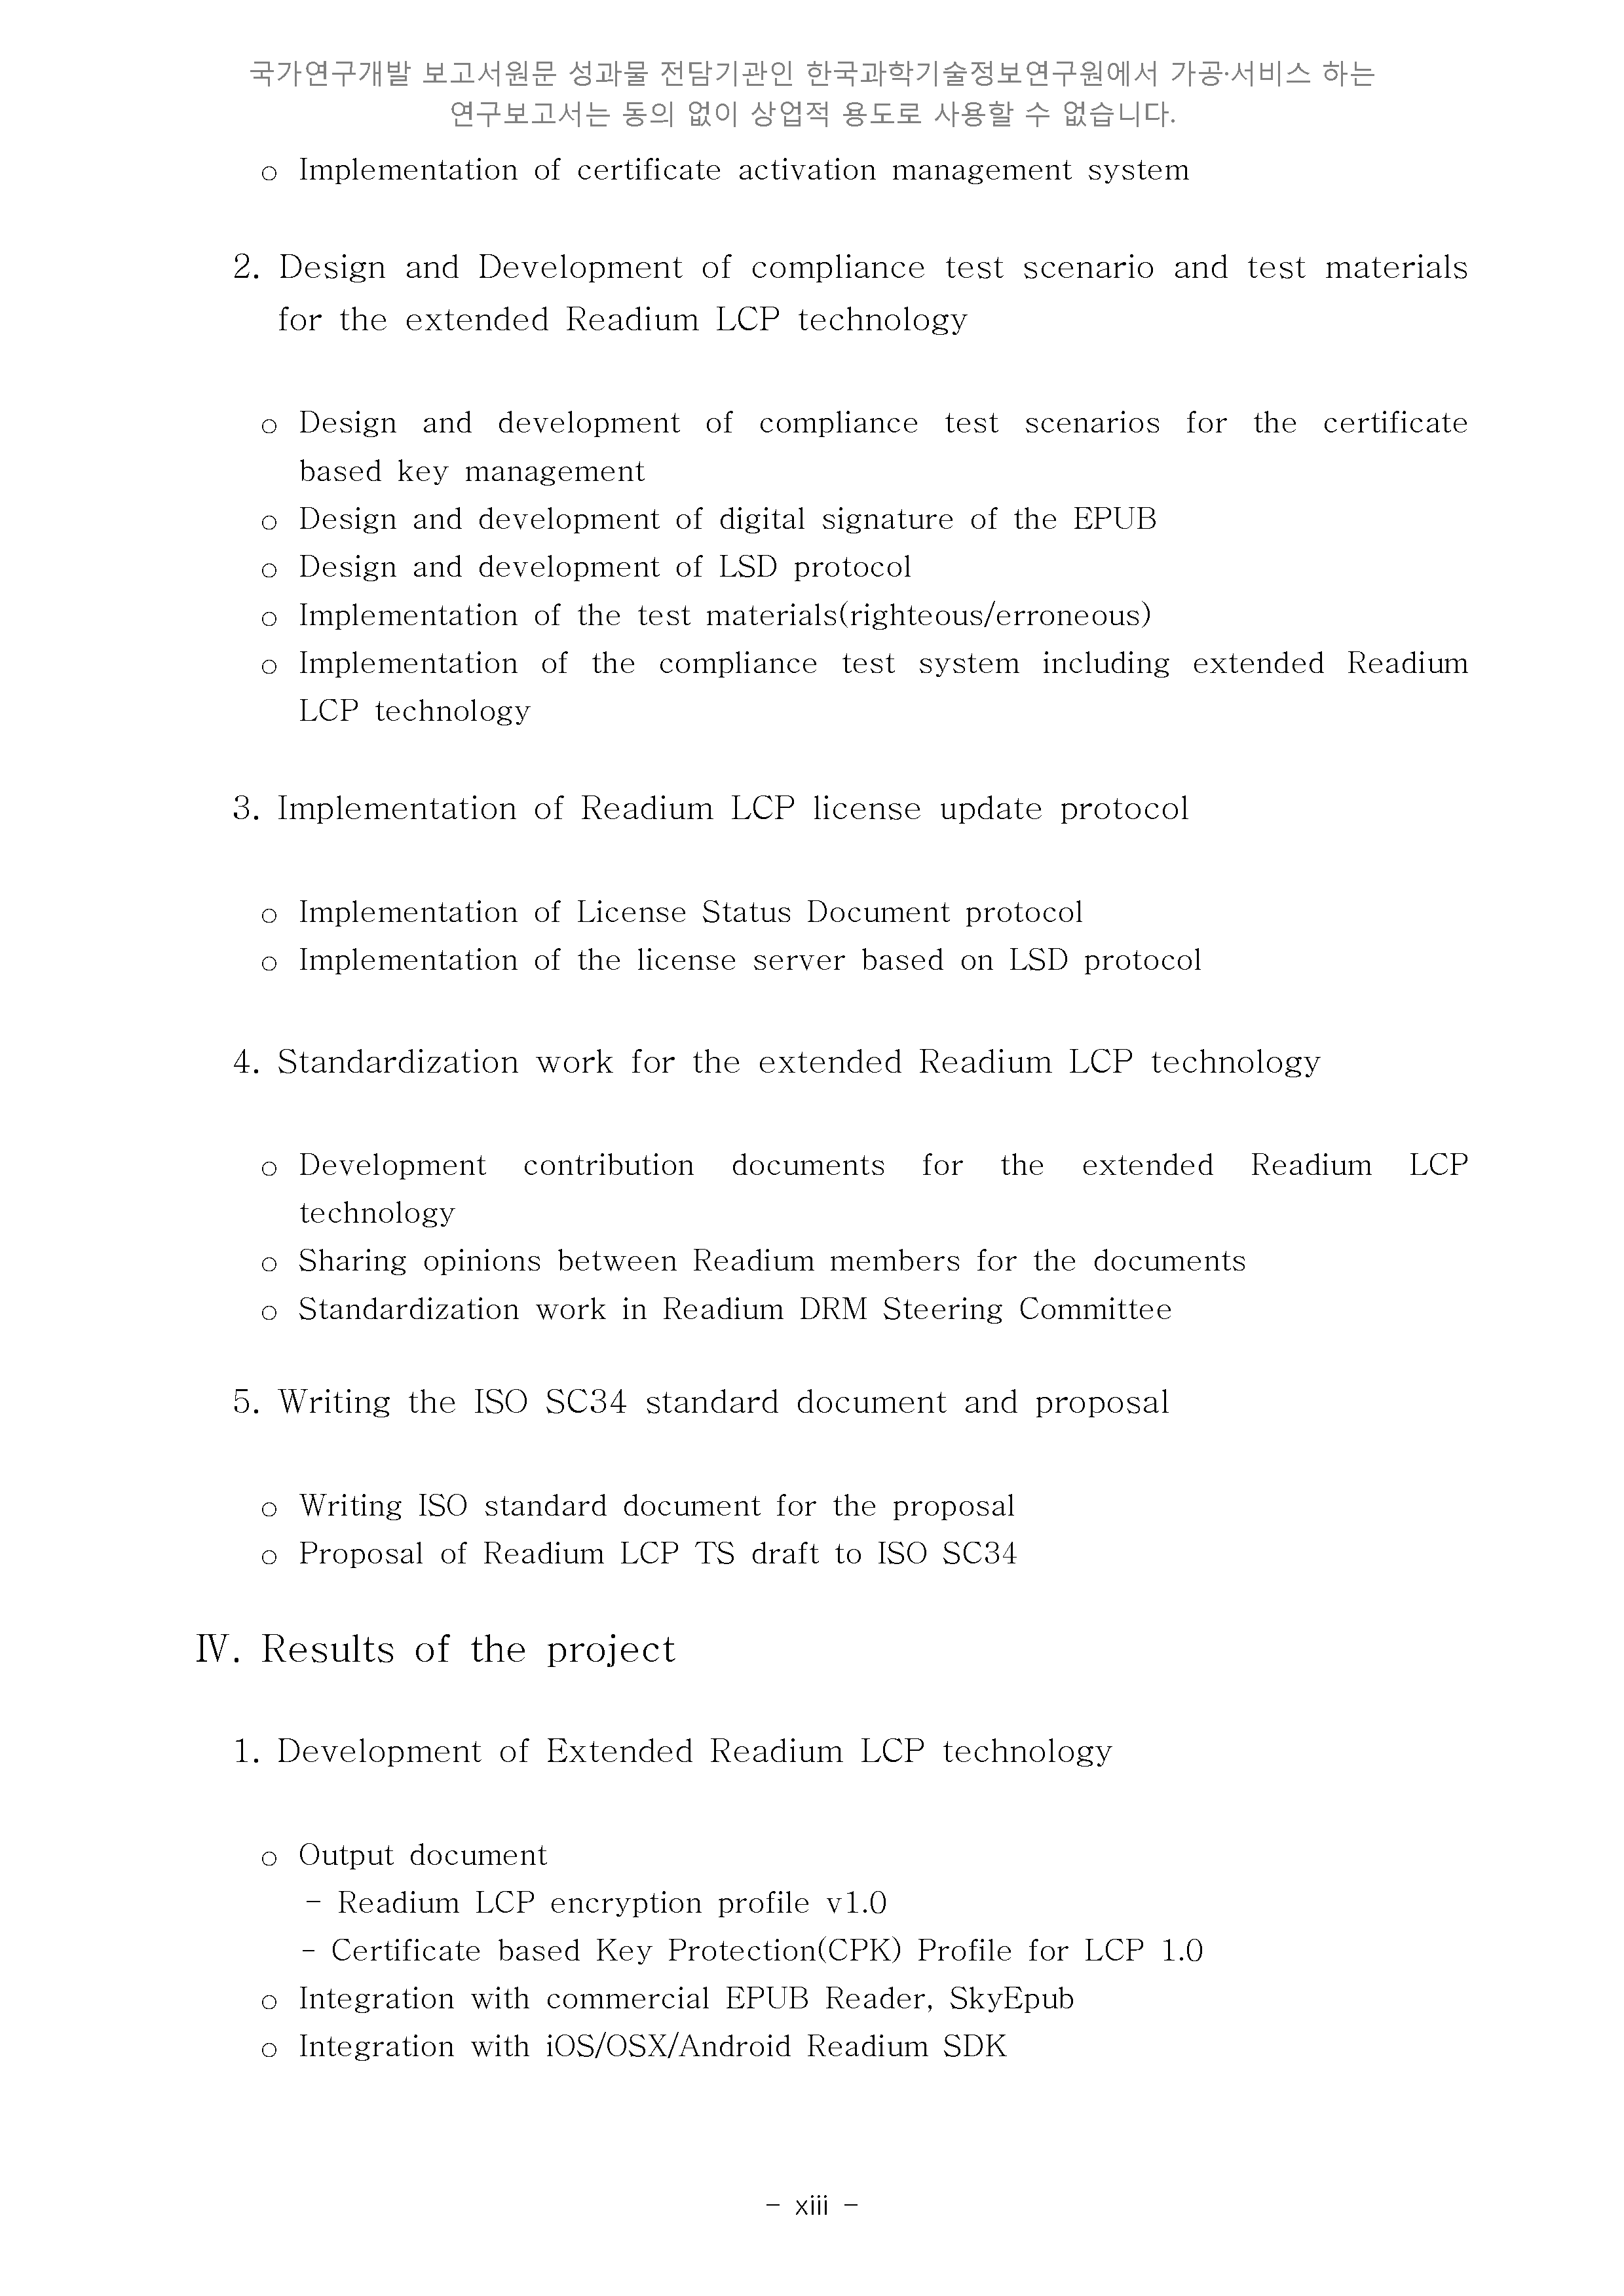 국가연구개발 보고서원문 성과물 전담기관인 한국과학기술정보연구원에서 가공·서비스 하는
연구보고서는 동의 없이 상업적 용도로 사용할 수 없습니다.
○ Implementation of certificate activation management system
2. Design and Development of compliance test scenario and test materials
for the extended Readium LCP technology
○ Design and development of compliance test scenarios for the certificate
based key management
○ Design and development of digital signature of the EPUB
○ Design and development of LSD protocol
○ Implementation of the test materials(righteous/erroneous)
○ Implementation of the compliance test system including extended Readium
LCP technology
3. Implementation of Readium LCP license update protocol
○ Implementation of License Status Document protocol
○ Implementation of the license server based on LSD protocol
4. Standardization work for the extended Readium LCP technology
○ Development contribution documents for the extended Readium LCP
technology
○ Sharing opinions between Readium members for the documents
○ Standardization work in Readium DRM Steering Committee
5. Writing the ISO SC34 standard document and proposal
○ Writing ISO standard document for the proposal
○ Proposal of Readium LCP TS draft to ISO SC34
Ⅳ. Results of the project
1. Development of Extended Readium LCP technology
○ Output document
- Readium LCP encryption profile v1.0
- Certificate based Key Protection(CPK) Profile for LCP 1.0
○ Integration with commercial EPUB Reader, SkyEpub
○ Integration with iOS/OSX/Android Readium SDK
- xiii -